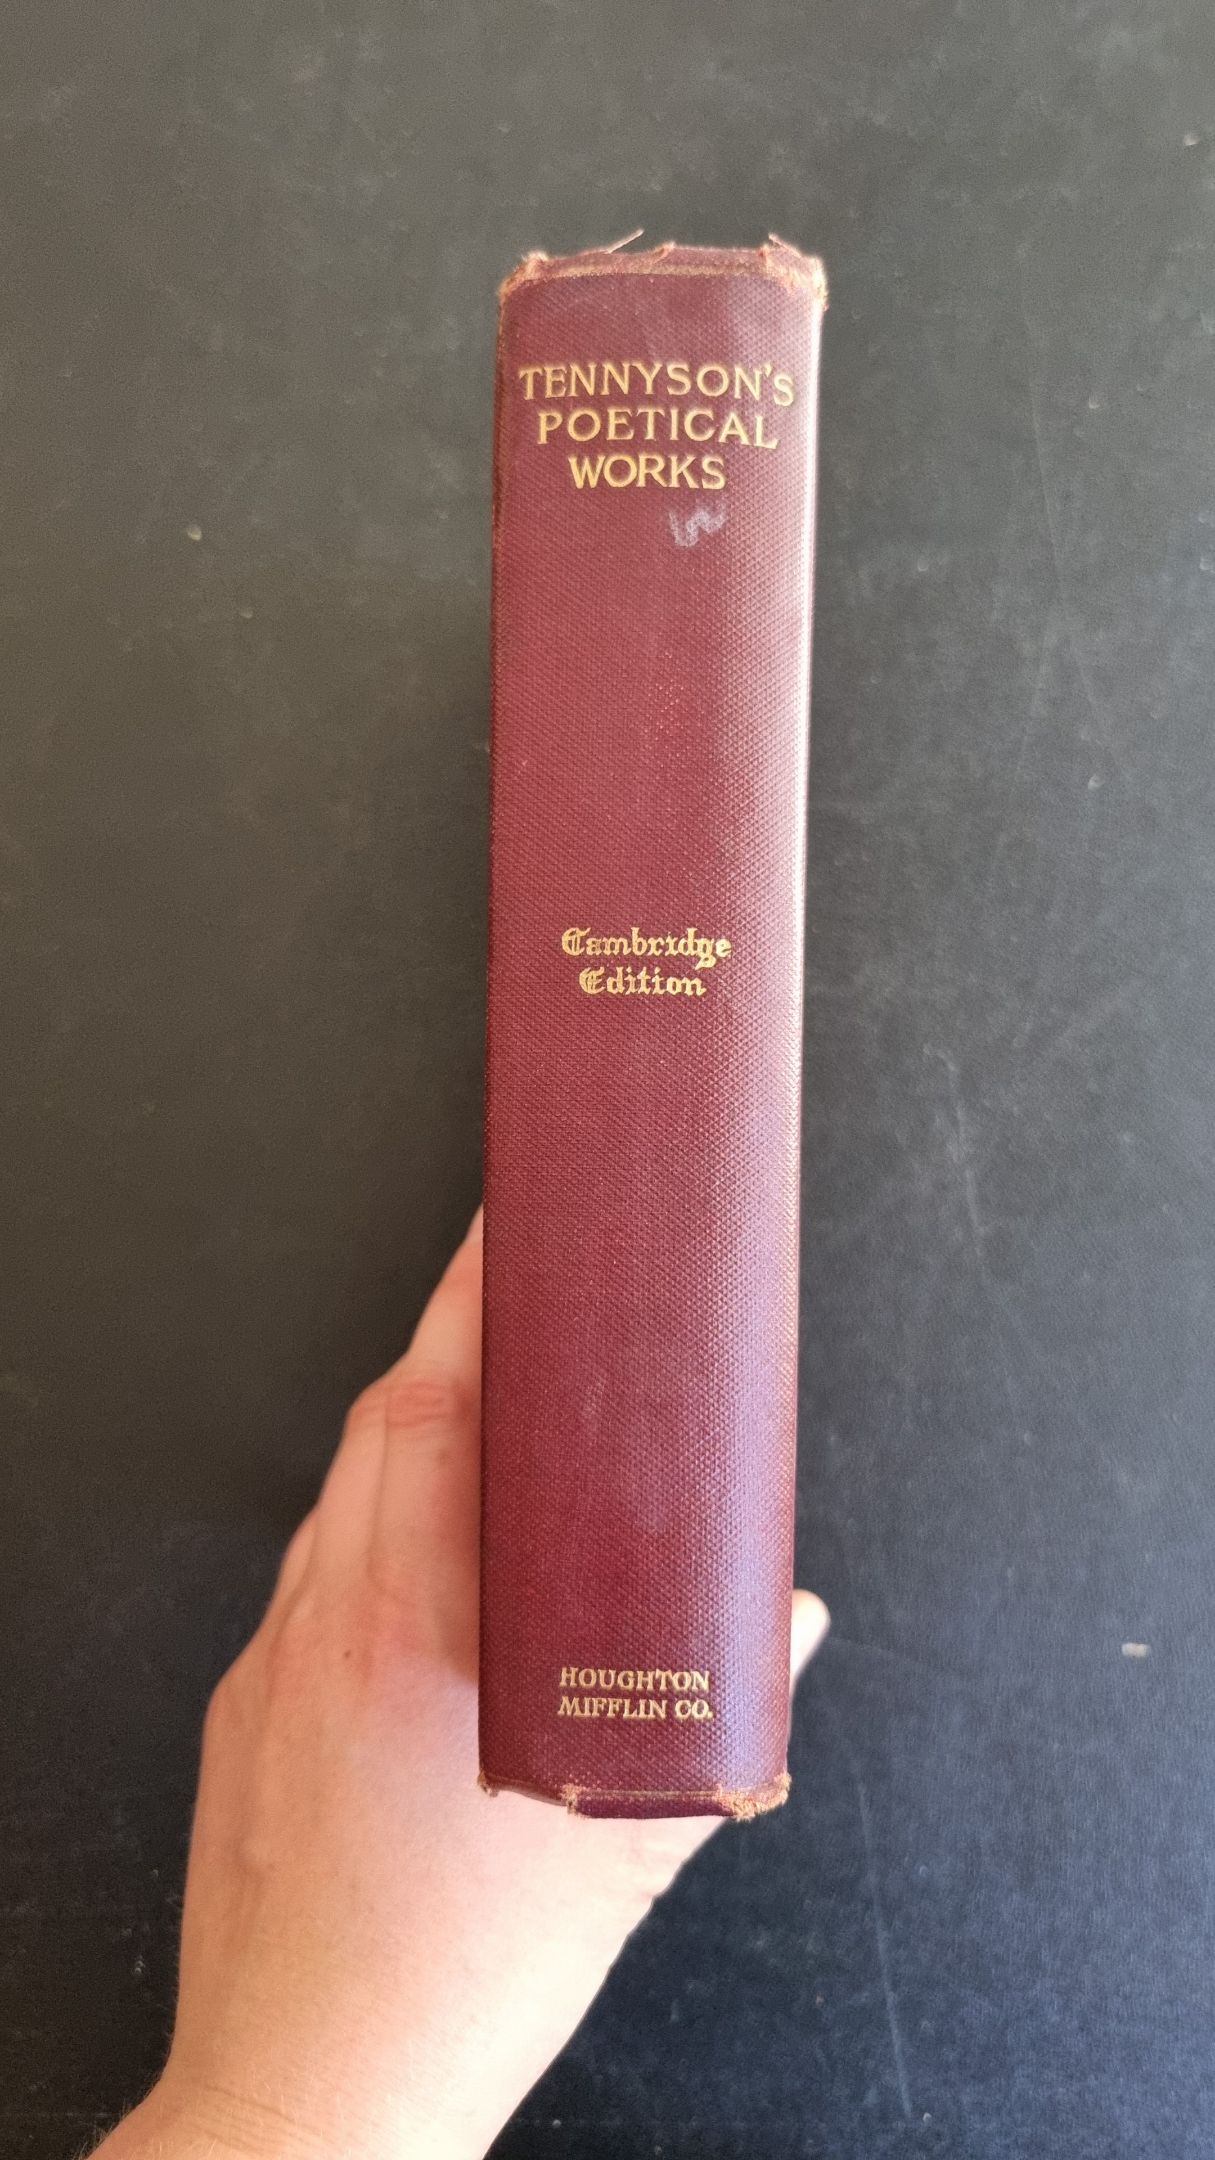 TENNYSON'S
POETICAL
WORKS
Cambridge
Edition
HOUGHTON
MIFFLIN CO.